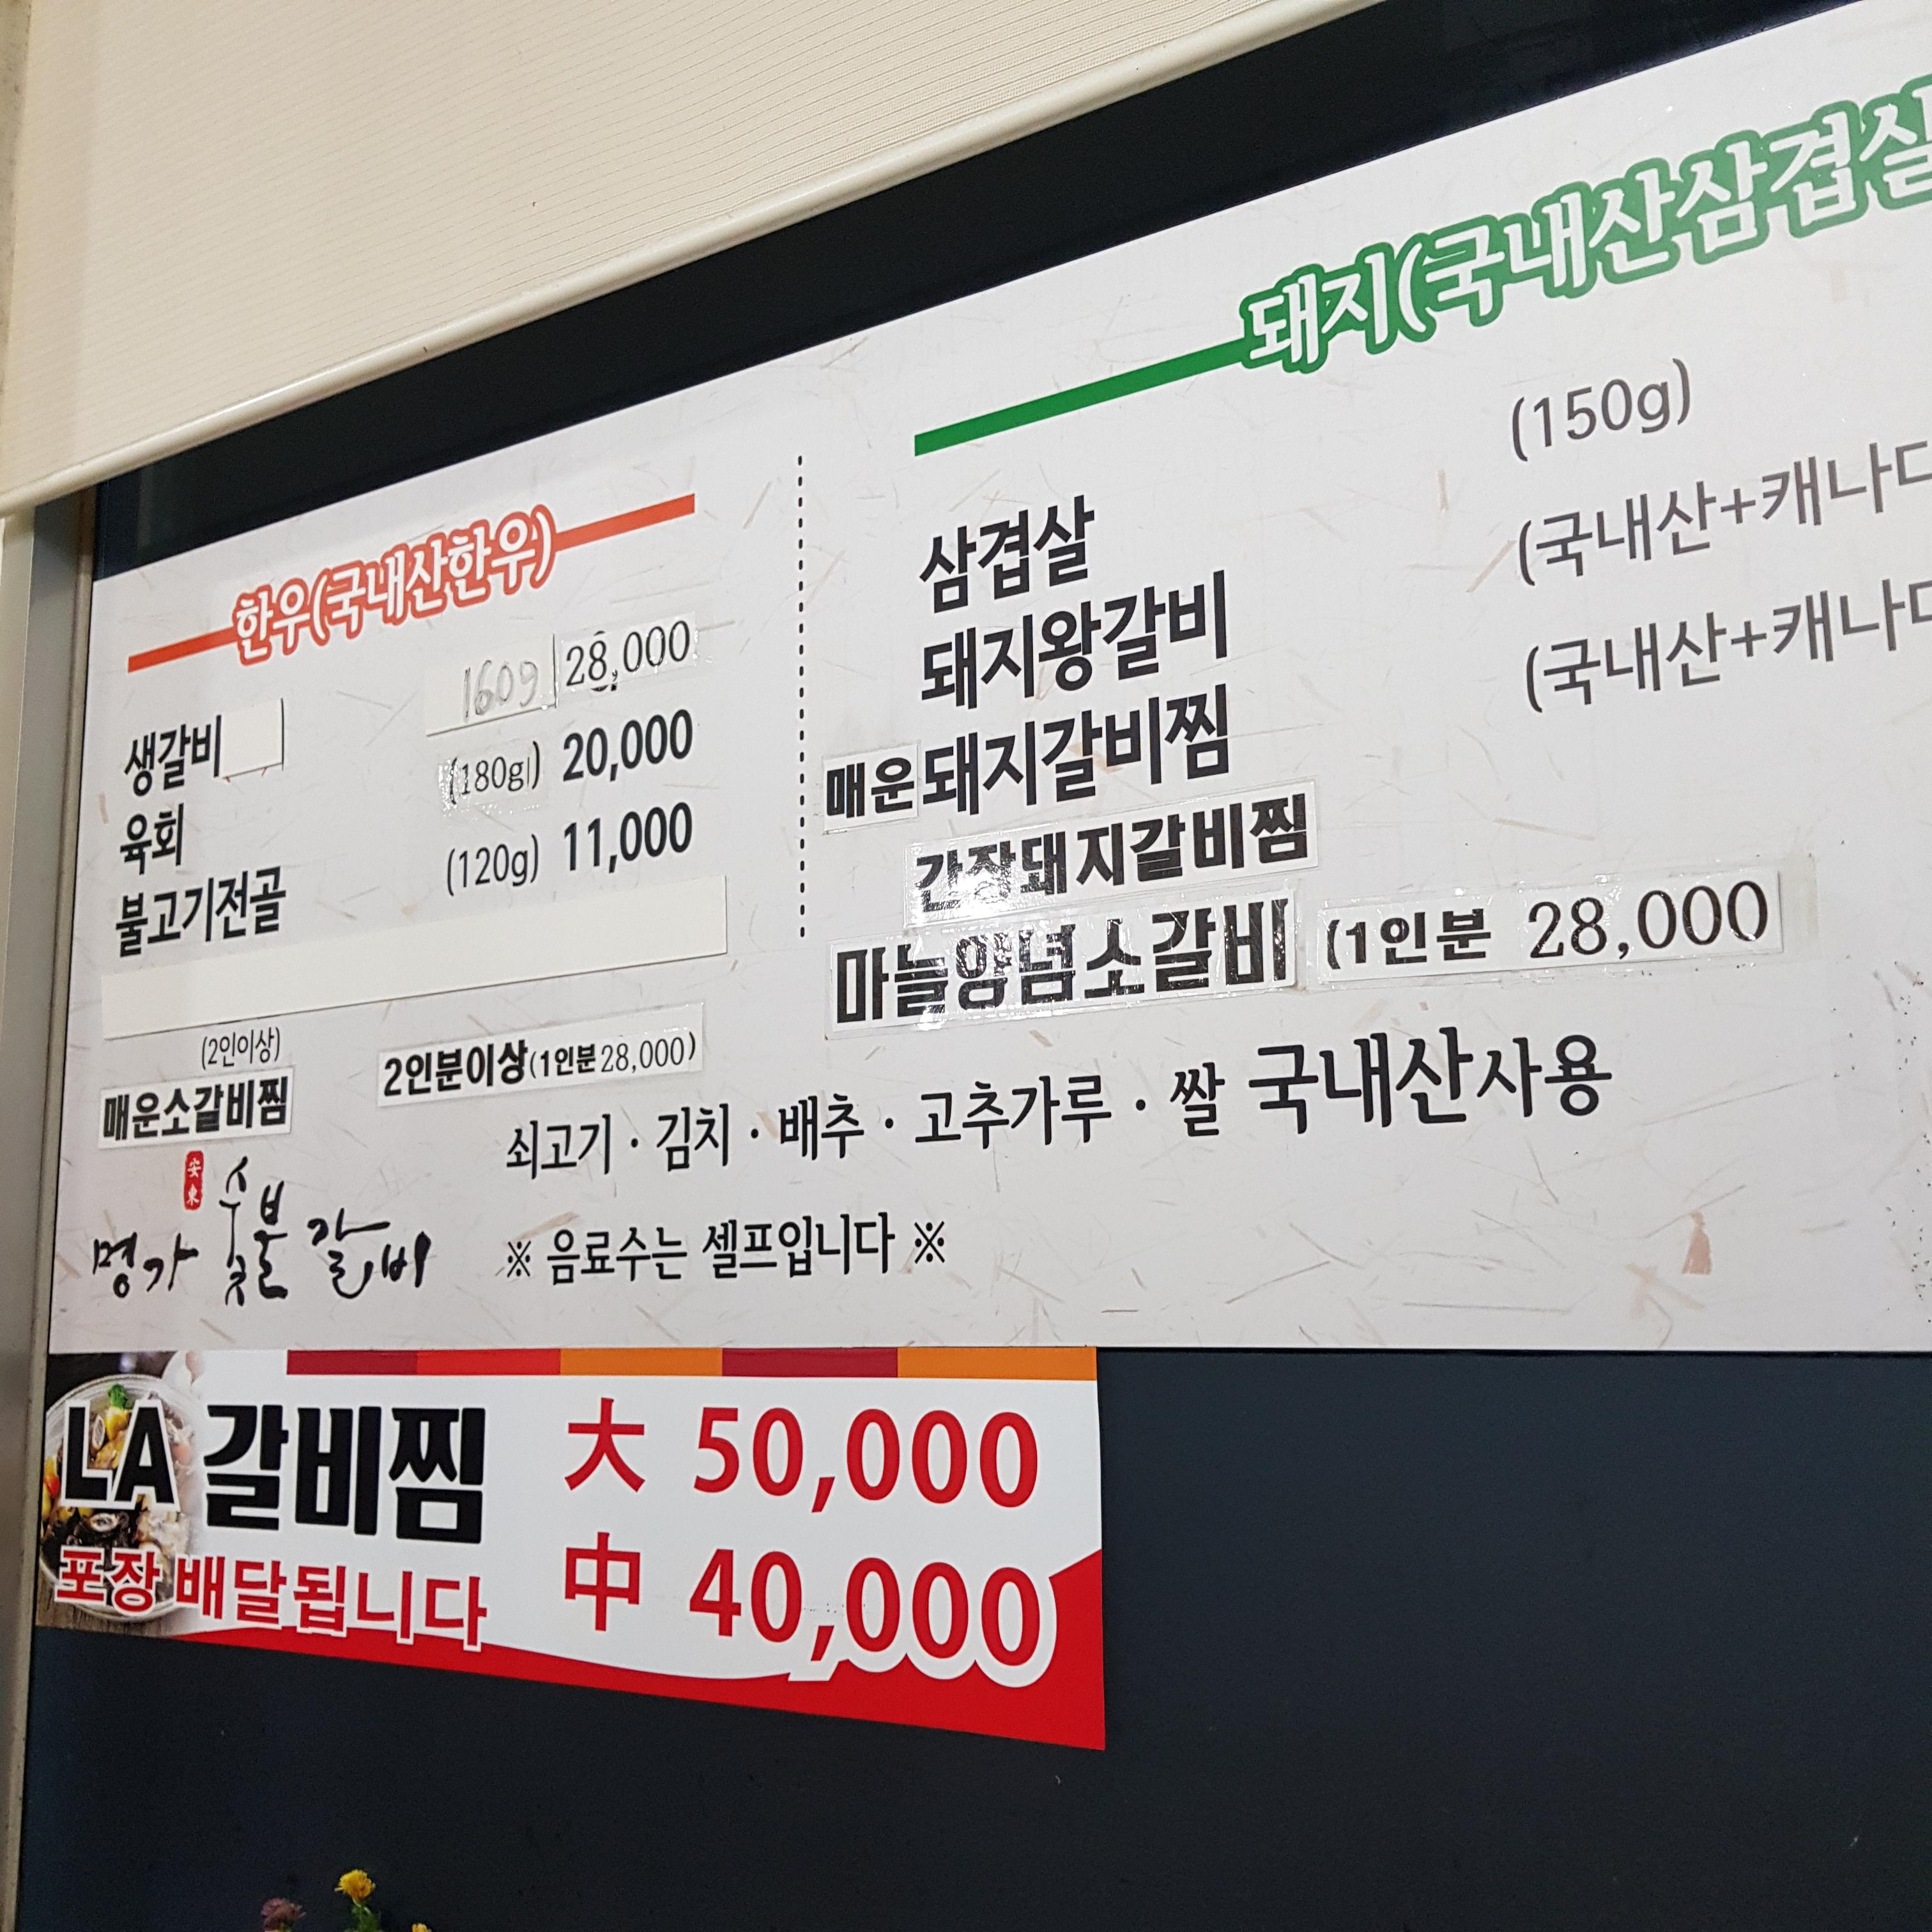 한우(국내산한우)
생갈비 160g 28,000
육회 (180g) 20,000
불고기전골 (120g) 11,000
(2인이상)
매운소갈비찜 2인분이상(1인분28,000)
돼지(국내산삼겹살
삼겹살 (150g)
돼지왕갈비 (국내산+캐나다
매운돼지갈비찜 (국내산+캐나다
간장돼지갈비찜
마늘양념소갈비 (1인분 28,000
쇠고기 · 김치 · 배추 · 고추가루 · 쌀 국내산사용
安東
명가 숯불 갈비
※ 음료수는 셀프입니다 ※
LA 갈비찜 大 50,000
포장 배달됩니다 中 40,000